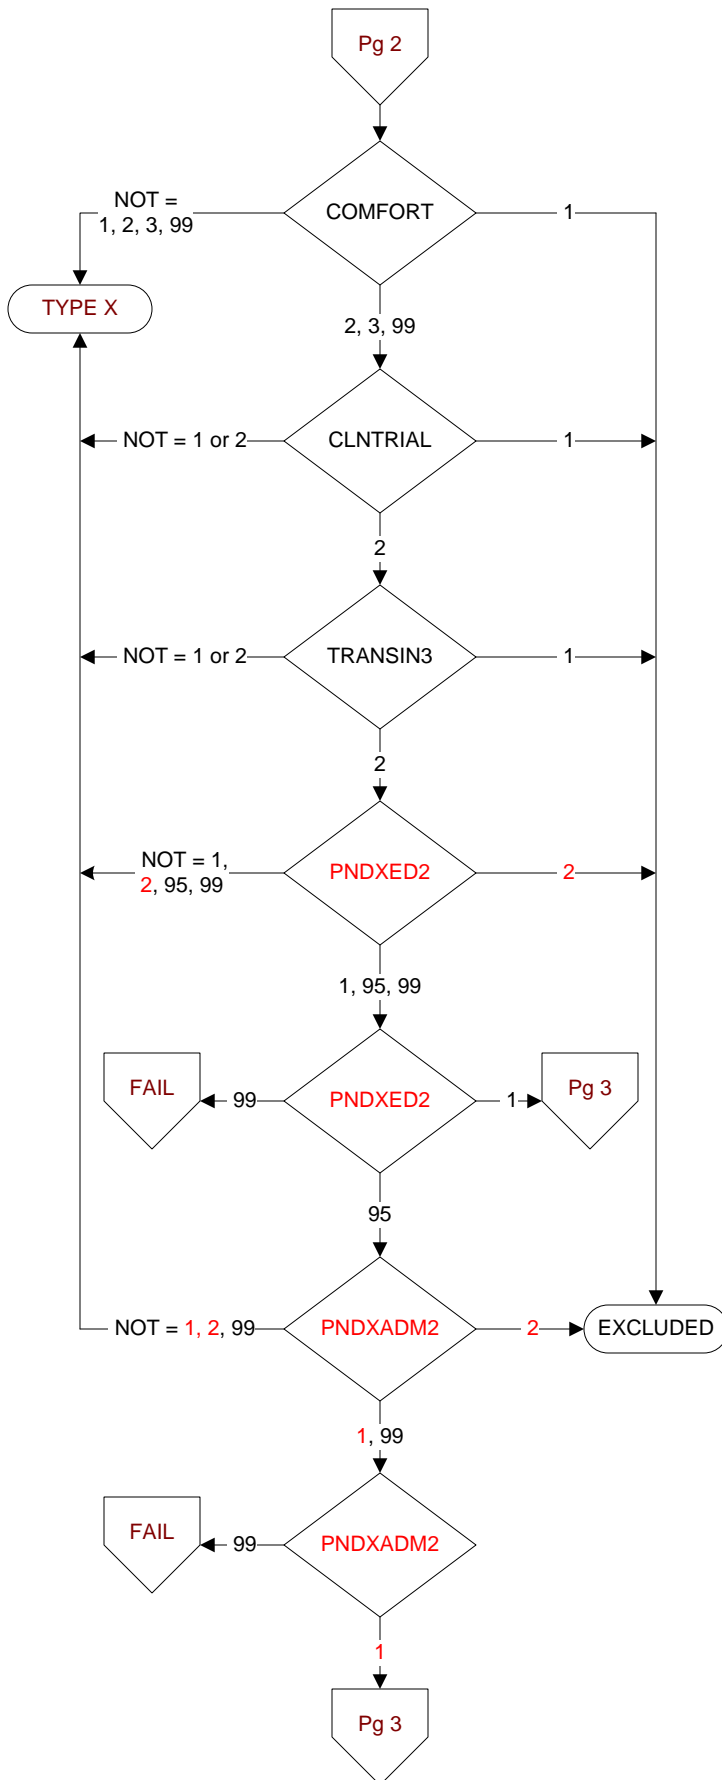 Pg 2
NOT =
1, 2, 3, 99
COMFORT
1
TYPE X
2, 3, 99
NOT = 1 or 2
CLNTRIAL
1
2
NOT = 1 or 2
TRANSIN3
1
2
NOT = 1,
2, 95, 99
PNDXED2
2
1, 95, 99
FAIL
99
PNDXED2
1
Pg 3
95
NOT = 1, 2, 99
PNDXADM2
2
EXCLUDED
1, 99
FAIL
99
PNDXADM2
1
Pg 3